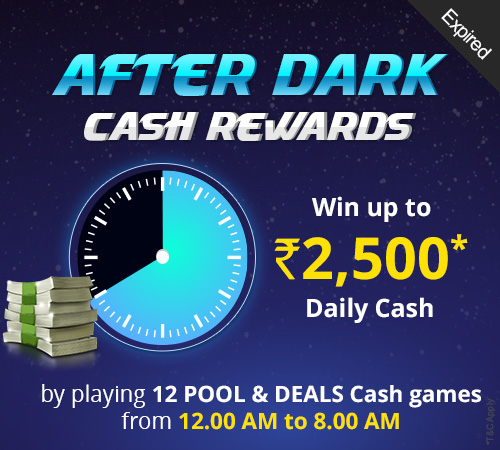 Expired
AFTER DARK
CASH REWARDS
Win up to
₹2,500*
Daily Cash
by playing 12 POOL & DEALS Cash games
from 12.00 AM to 8.00 AM
*T&C Apply